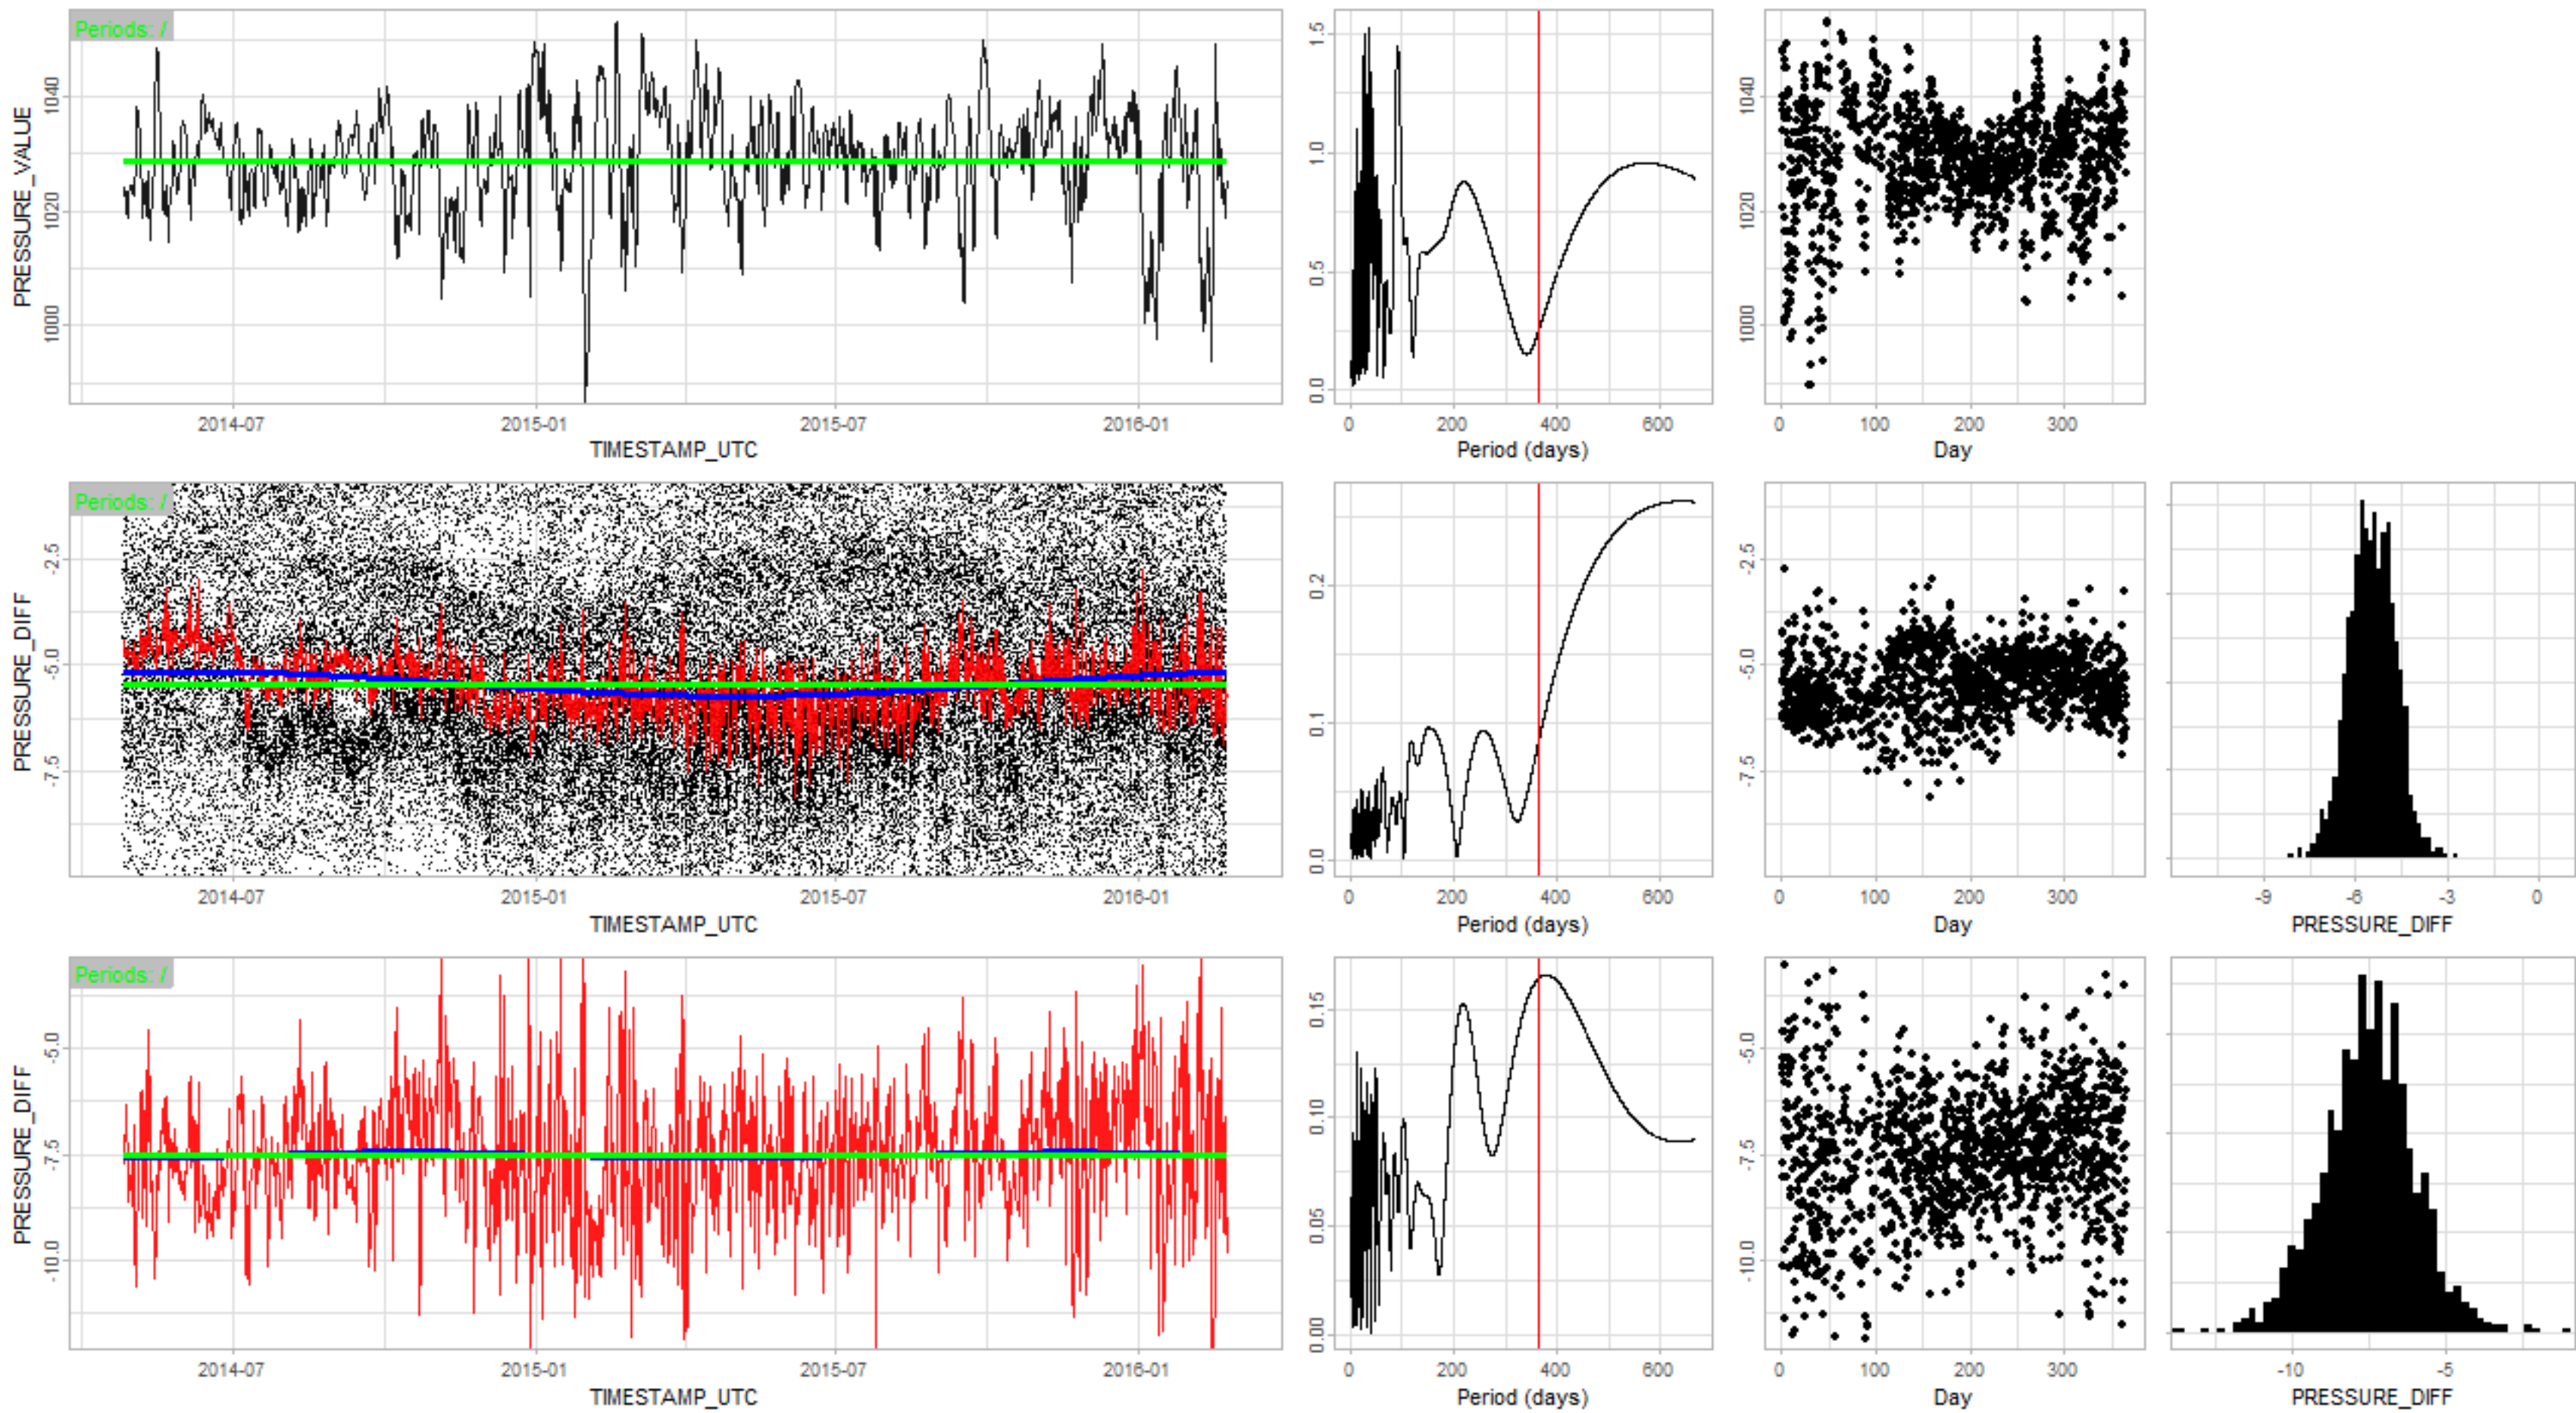 Periods: /
PRESSURE_VALUE
1000 1020 1040
2014-07 2015-01 2015-07 2016-01
TIMESTAMP_UTC
0.0 0.5 1.0 1.5
0 200 400 600
Period (days)
1000 1020 1040
0 100 200 300
Day
Periods: /
PRESSURE_DIFF
-7.5 -5.0 -2.5
2014-07 2015-01 2015-07 2016-01
TIMESTAMP_UTC
0.0 0.1 0.2
0 200 400 600
Period (days)
-7.5 -5.0 -2.5
0 100 200 300
Day
-9 -6 -3 0
PRESSURE_DIFF
Periods: /
PRESSURE_DIFF
-10.0 -7.5 -5.0
2014-07 2015-01 2015-07 2016-01
TIMESTAMP_UTC
0.00 0.05 0.10 0.15
0 200 400 600
Period (days)
-10.0 -7.5 -5.0
0 100 200 300
Day
-10 -5
PRESSURE_DIFF